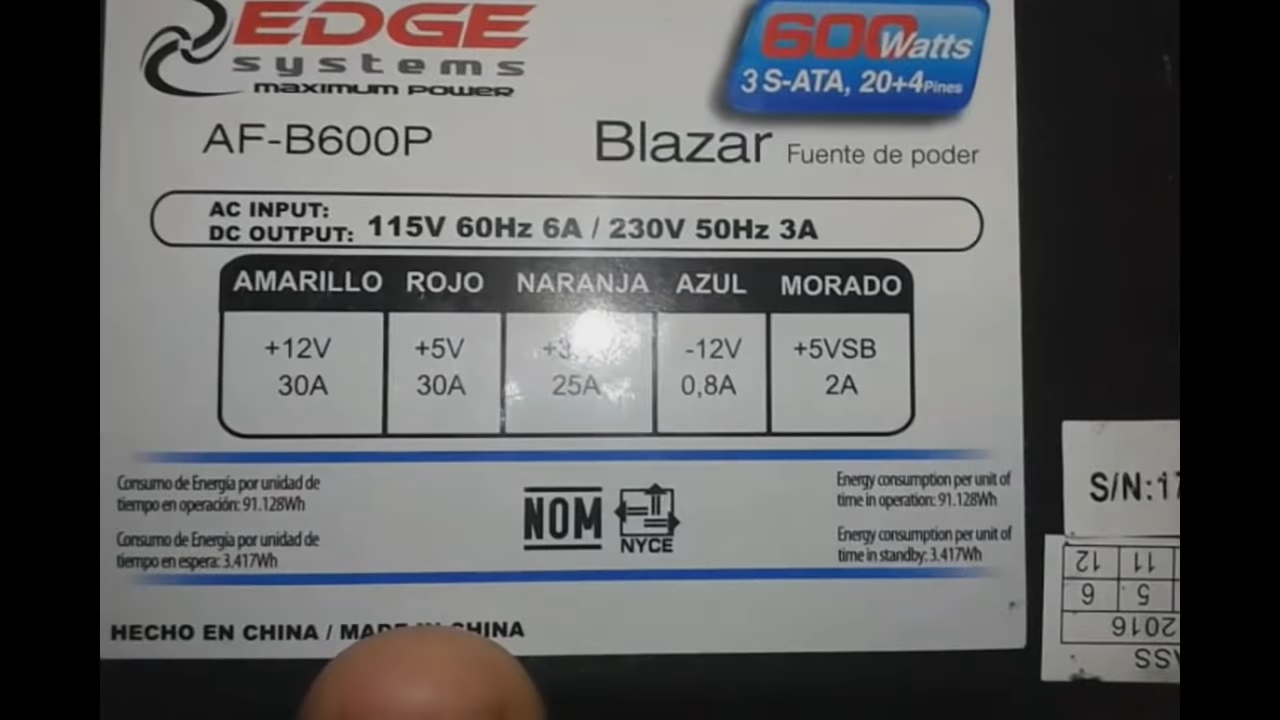 EDGE
systems
MAXIMUM POWER
600Watts
3 S-ATA, 20+4Pines
AF-B600P
Blazar Fuente de poder
AC INPUT:
DC OUTPUT:
115V 60Hz 6A / 230V 50Hz 3A
AMARILLO ROJO NARANJA AZUL MORADO
+12V +5V -12V +5VSB
30A 30A 25A 0,8A 2A
Consumo de Energía por unidad de
tiempo en operación: 91.128Wh
Consumo de Energía por unidad de
tiempo en espera: 3.417Wh
NOM
NYCE
Energy consumption per unit of
time in operation: 91.128Wh
Energy consumption per unit of
time in standby: 3.417Wh
HECHO EN CHINA / MADE IN CHINA
S/N:17
2016
5 6
11 12